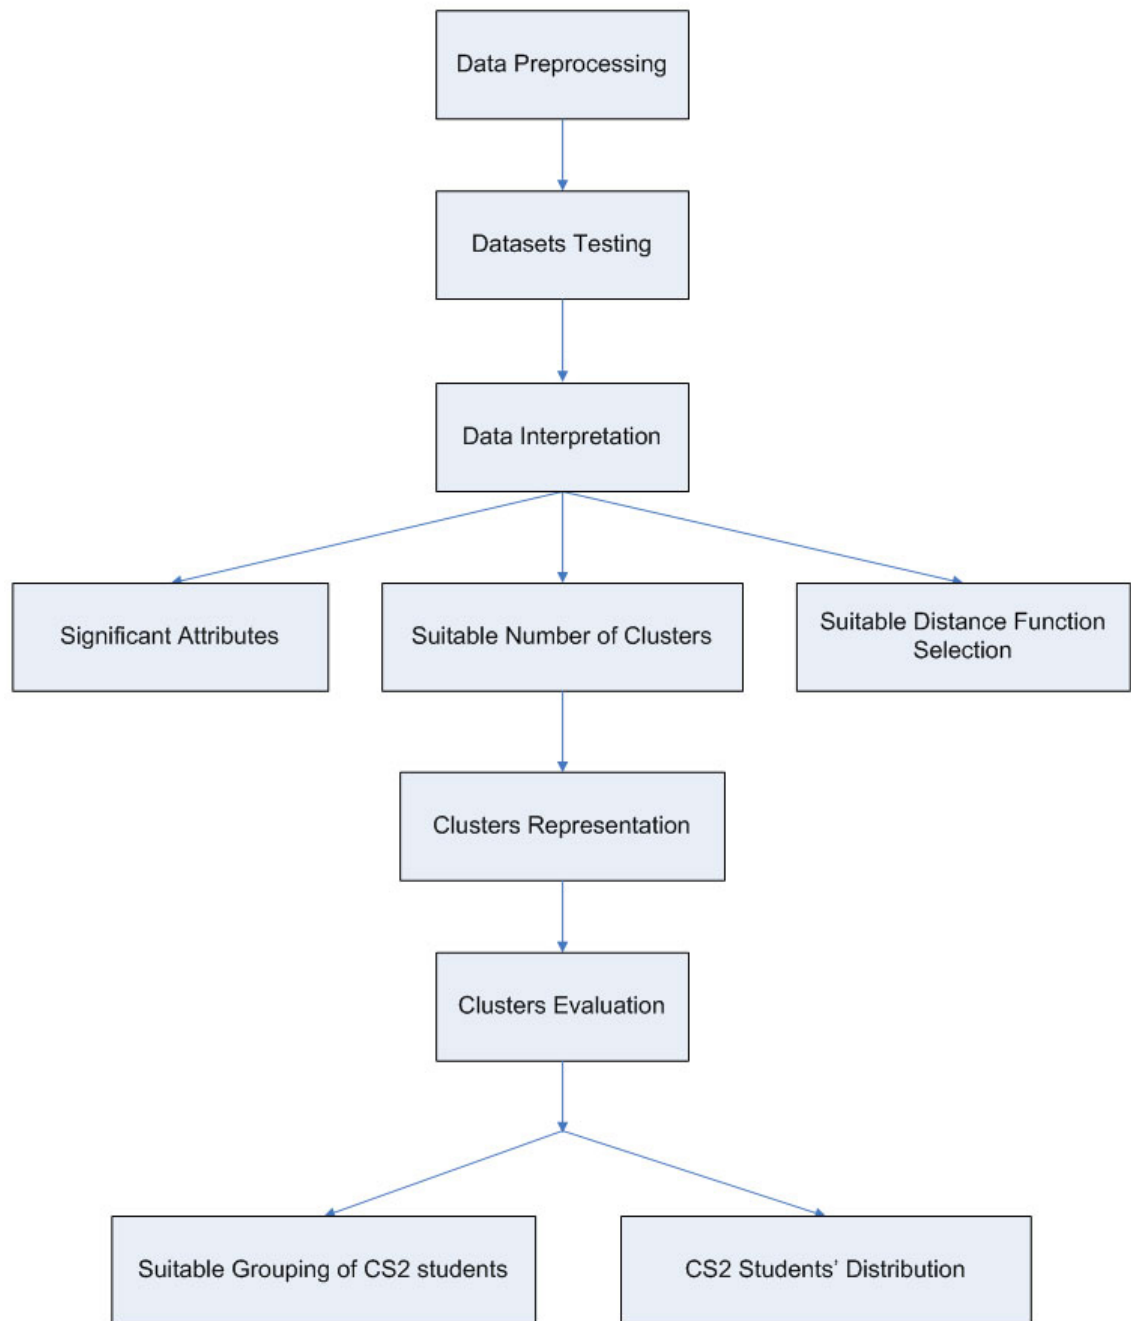 Data Preprocessing
Datasets Testing
Data Interpretation
Significant Attributes
Suitable Number of Clusters
Suitable Distance Function
Selection
Clusters Representation
Clusters Evaluation
Suitable Grouping of CS2 students
CS2 Students’ Distribution